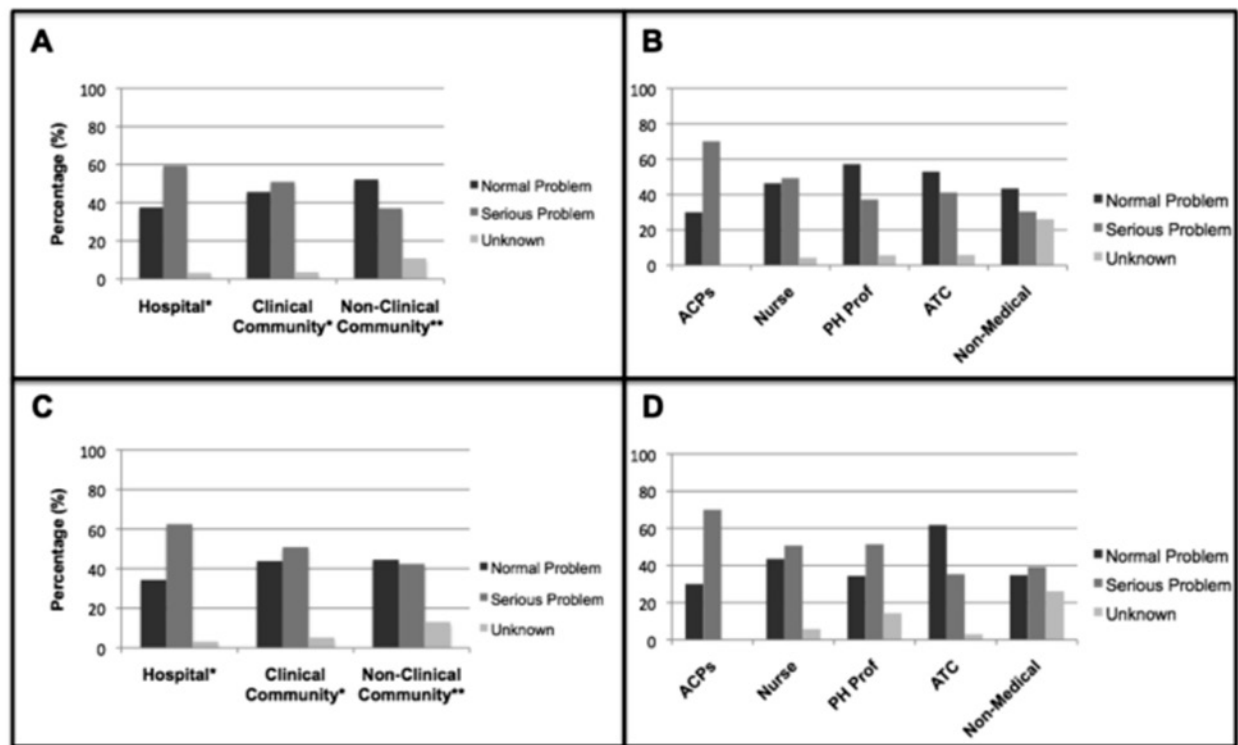 A
100
80
60
40
20
0
Percentage (%)
Hospital*
Clinical
Community*
Non-Clinical
Community**
Normal Problem
Serious Problem
Unknown
B
100
80
60
40
20
0
ACPs
Nurse
PH Prof
ATC
Non-Medical
Normal Problem
Serious Problem
Unknown
C
100
80
60
40
20
0
Percentage (%)
Hospital*
Clinical
Community*
Non-Clinical
Community**
Normal Problem
Serious Problem
Unknown
D
100
80
60
40
20
0
ACPs
Nurse
PH Prof
ATC
Non-Medical
Normal Problem
Serious Problem
Unknown